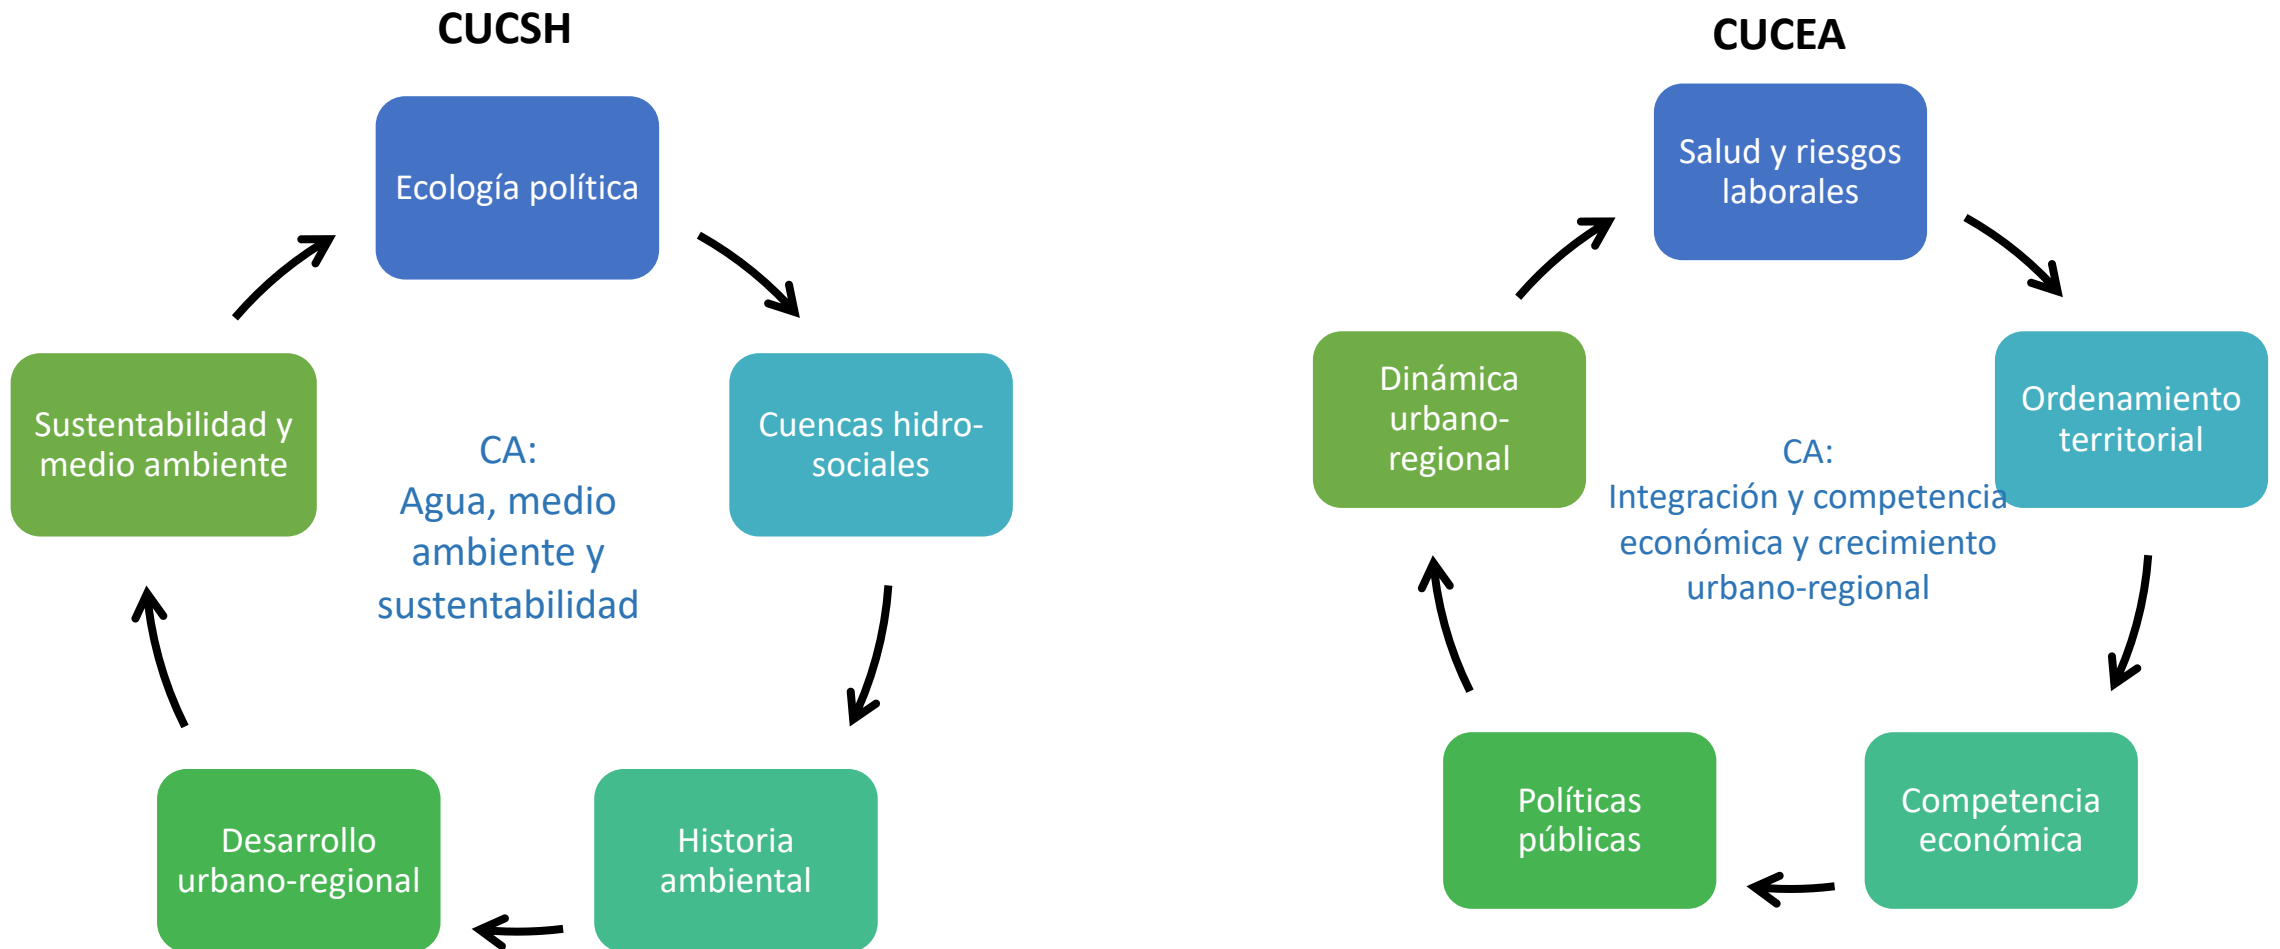 CUCSH
Ecología política
Cuencas hidro-
sociales
Historia
ambiental
Desarrollo
urbano-regional
Sustentabilidad y
medio ambiente
CA:
Agua, medio
ambiente y
sustentabilidad
CUCEA
Salud y riesgos
laborales
Ordenamiento
territorial
Competencia
económica
Políticas
públicas
Dinámica
urbano-
regional
CA:
Integración y competencia
económica y crecimiento
urbano-regional